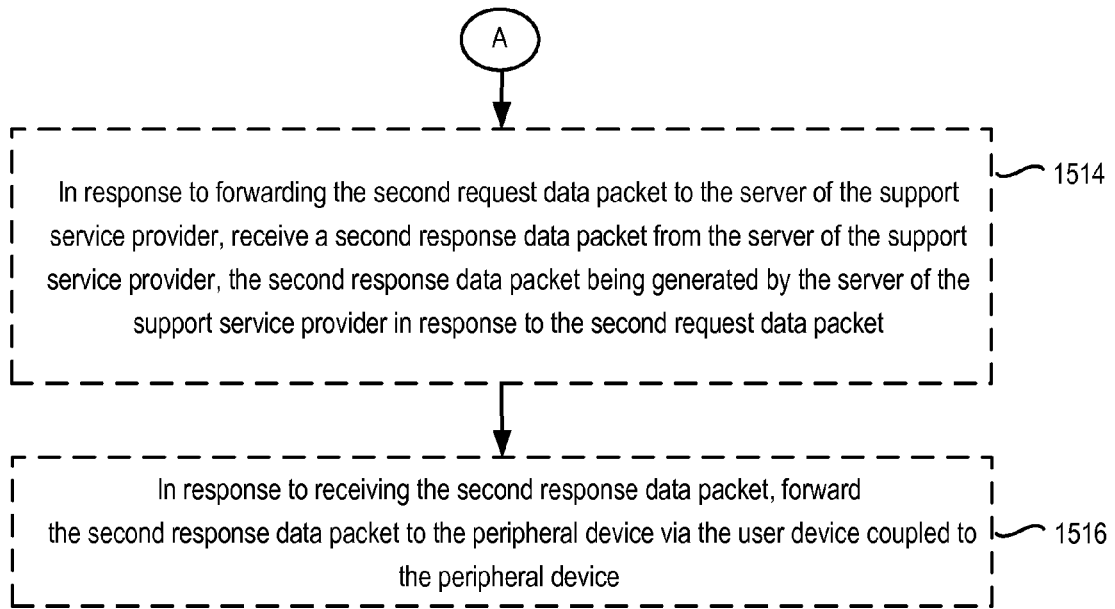 A
In response to forwarding the second request data packet to the server of the support
service provider, receive a second response data packet from the server of the support
service provider, the second response data packet being generated by the server of the
support service provider in response to the second request data packet
1514
In response to receiving the second response data packet, forward
the second response data packet to the peripheral device via the user device coupled to
the peripheral device
1516